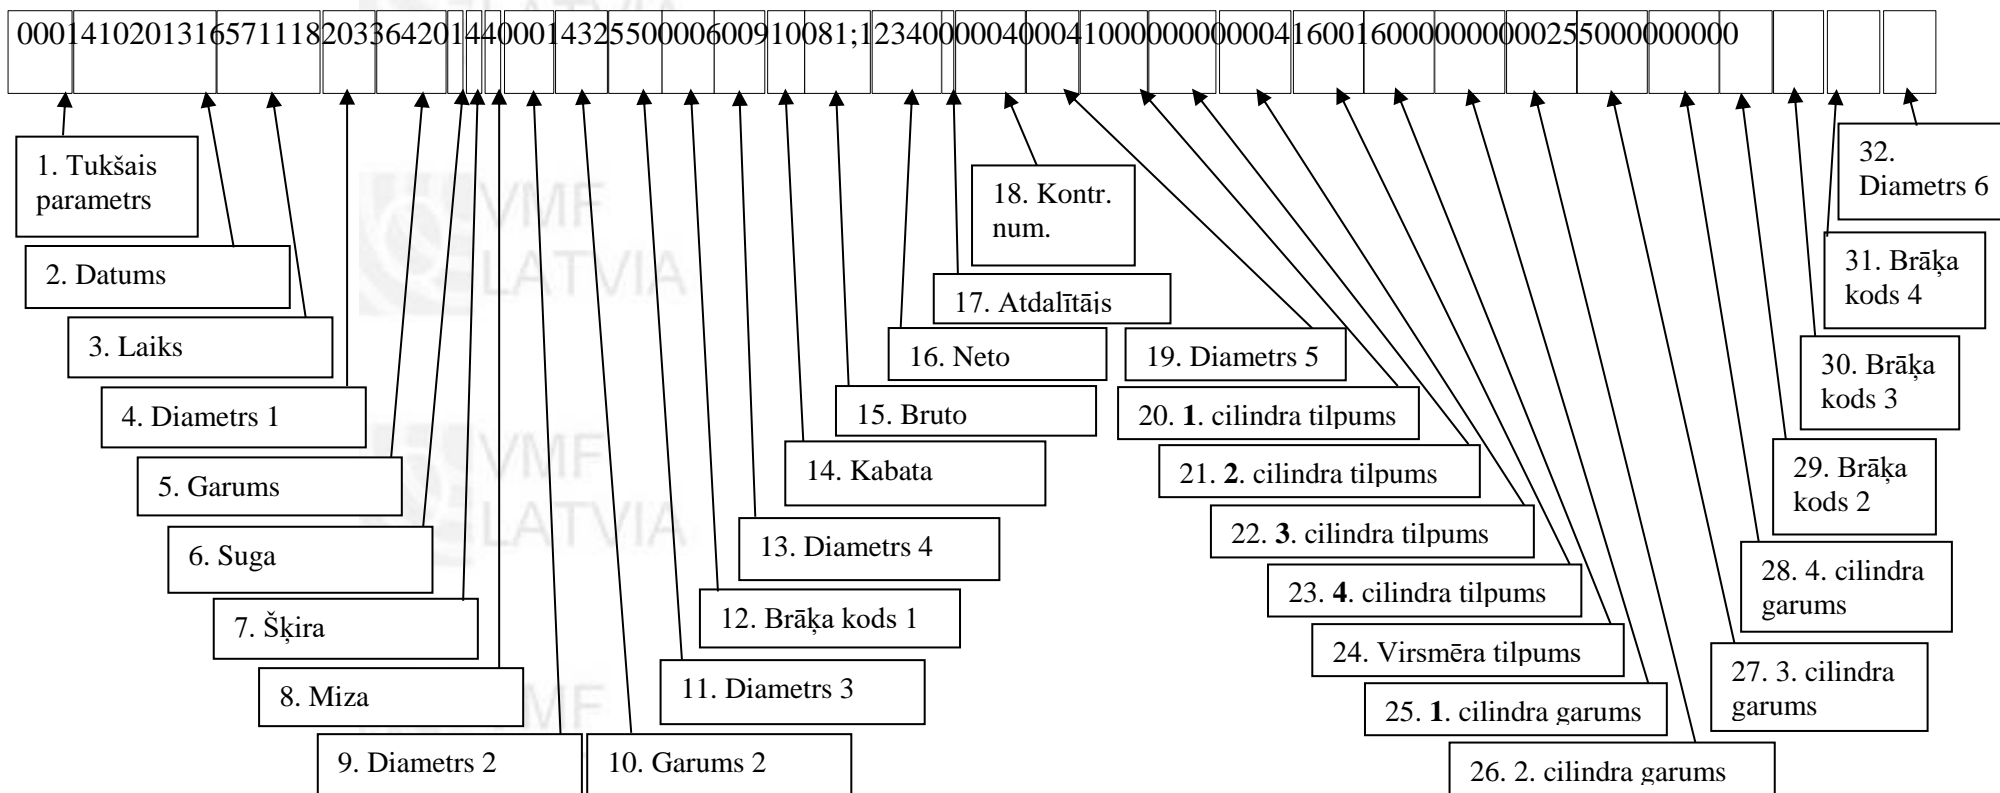 0001410201316571118203364201440001432550000600910081;123400000400041000000000004160016000000000255000000000
1. Tukšais
parametrs
2. Datums
3. Laiks
4. Diametrs 1
5. Garums
6. Suga
7. Šķira
8. Miza
9. Diametrs 2
10. Garums 2
11. Diametrs 3
12. Brāķa kods 1
13. Diametrs 4
14. Kabata
15. Bruto
16. Neto
17. Atdalītājs
18. Kontr.
num.
19. Diametrs 5
20. 1. cilindra tilpums
21. 2. cilindra tilpums
22. 3. cilindra tilpums
23. 4. cilindra tilpums
24. Virsmēra tilpums
25. 1. cilindra garums
26. 2. cilindra garums
27. 3. cilindra
garums
28. 4. cilindra
garums
29. Brāķa
kods 2
30. Brāķa
kods 3
31. Brāķa
kods 4
32.
Diametrs 6
VMF
LATVIA
VMF
LATVIA
VMF